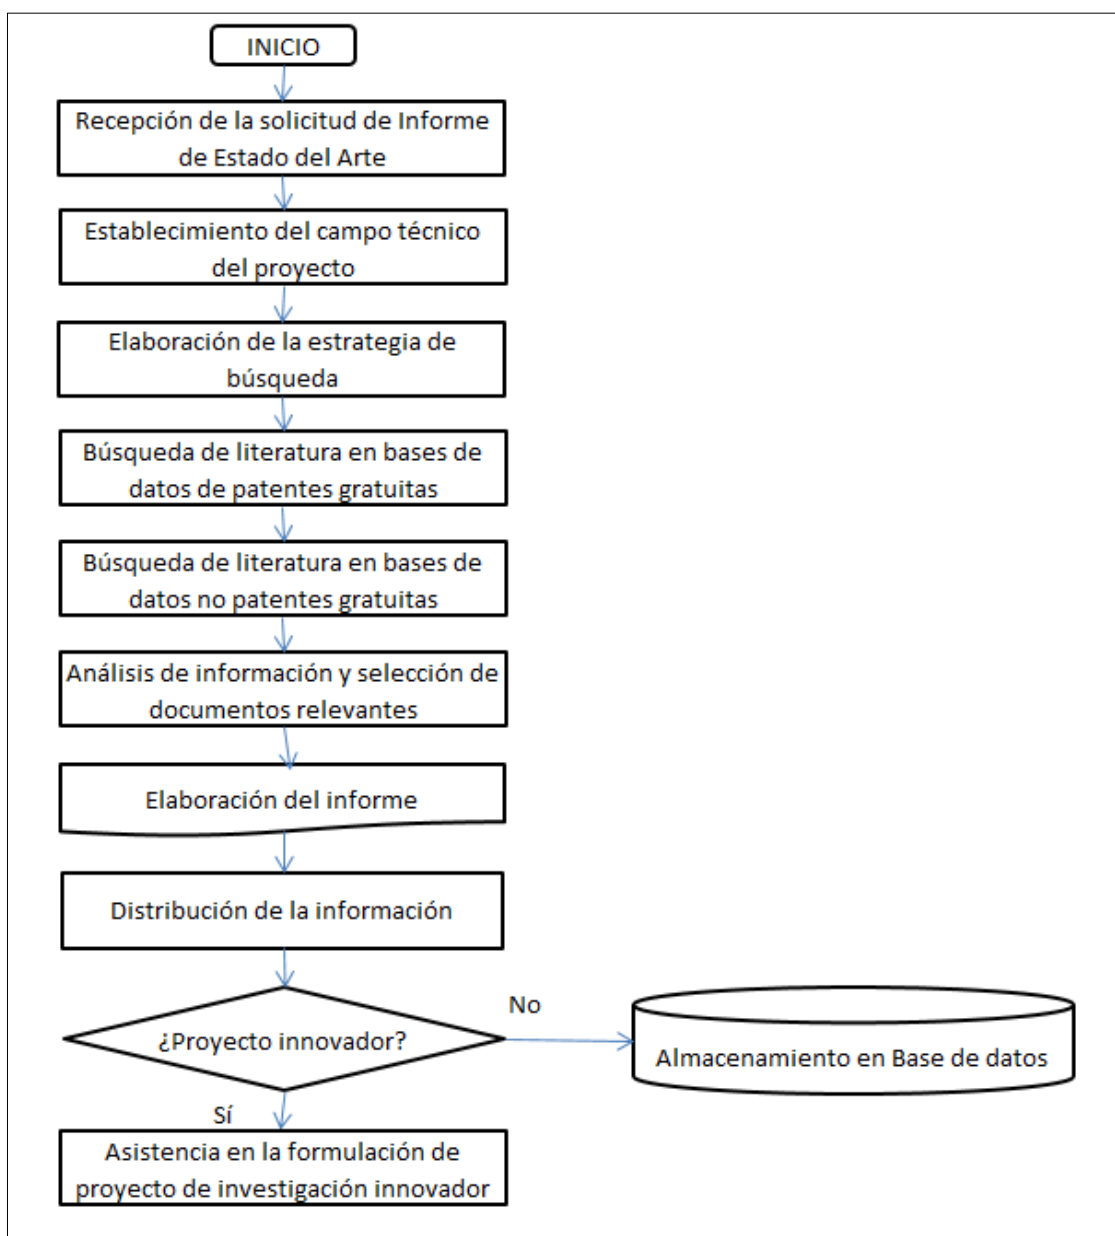 INICIO
Recepción de la solicitud de Informe
de Estado del Arte
Establecimiento del campo técnico
del proyecto
Elaboración de la estrategia de
búsqueda
Búsqueda de literatura en bases de
datos de patentes gratuitas
Búsqueda de literatura en bases de
datos no patentes gratuitas
Análisis de información y selección de
documentos relevantes
Elaboración del informe
Distribución de la información
¿Proyecto innovador?
No
Almacenamiento en Base de datos
Sí
Asistencia en la formulación de
proyecto de investigación innovador